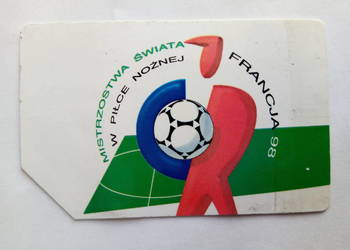 MISTRZOSTWA ŚWIATA
W PIŁCE NOŻNEJ
FRANCJA 98